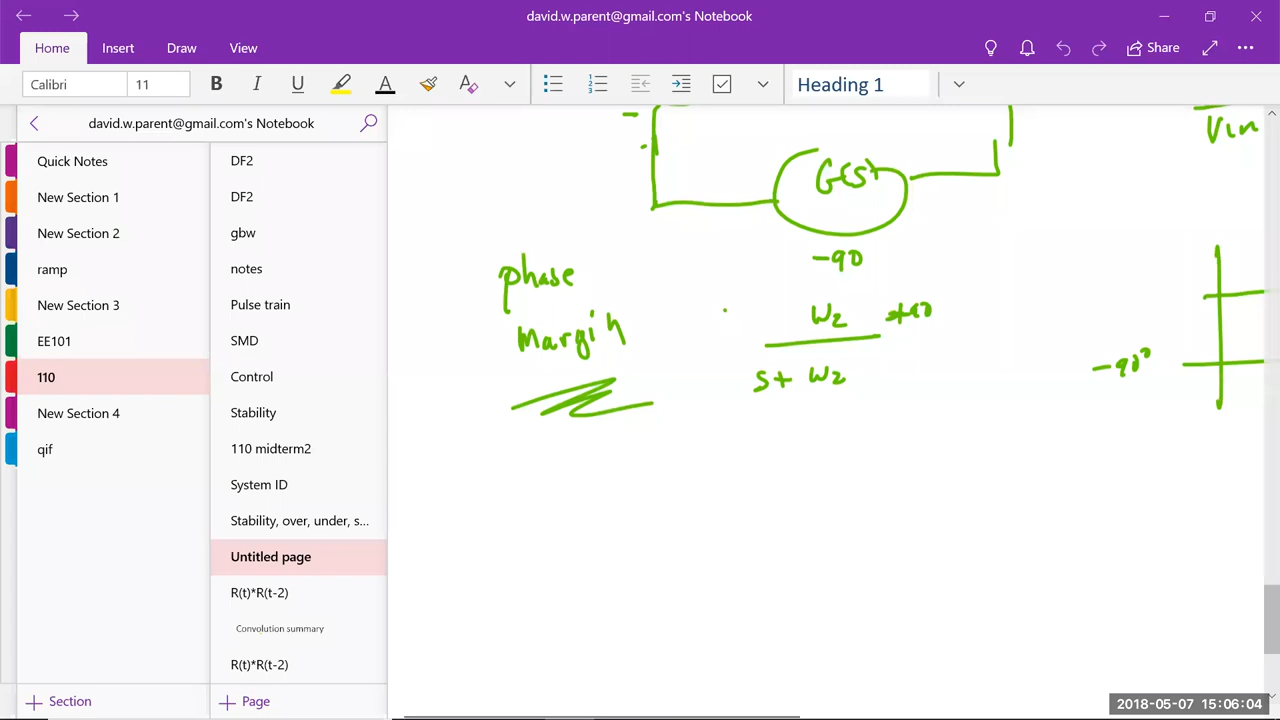 david.w.parent@gmail.com's Notebook
Home Insert Draw View Share
Calibri 11 B I U A A Heading 1
david.w.parent@gmail.com's Notebook
Quick Notes
New Section 1
New Section 2
ramp
New Section 3
EE101
110
New Section 4
qif
+ Section
DF2
DF2
gbw
notes
Pulse train
SMD
Control
Stability
110 midterm2
System ID
Stability, over, under, s...
Untitled page
R(t)*R(t-2)
Convolution summary
R(t)*R(t-2)
+ Page
Vin
-90
phase
margin
W2
S+ W2
-90°
2018-05-07 15:06:04